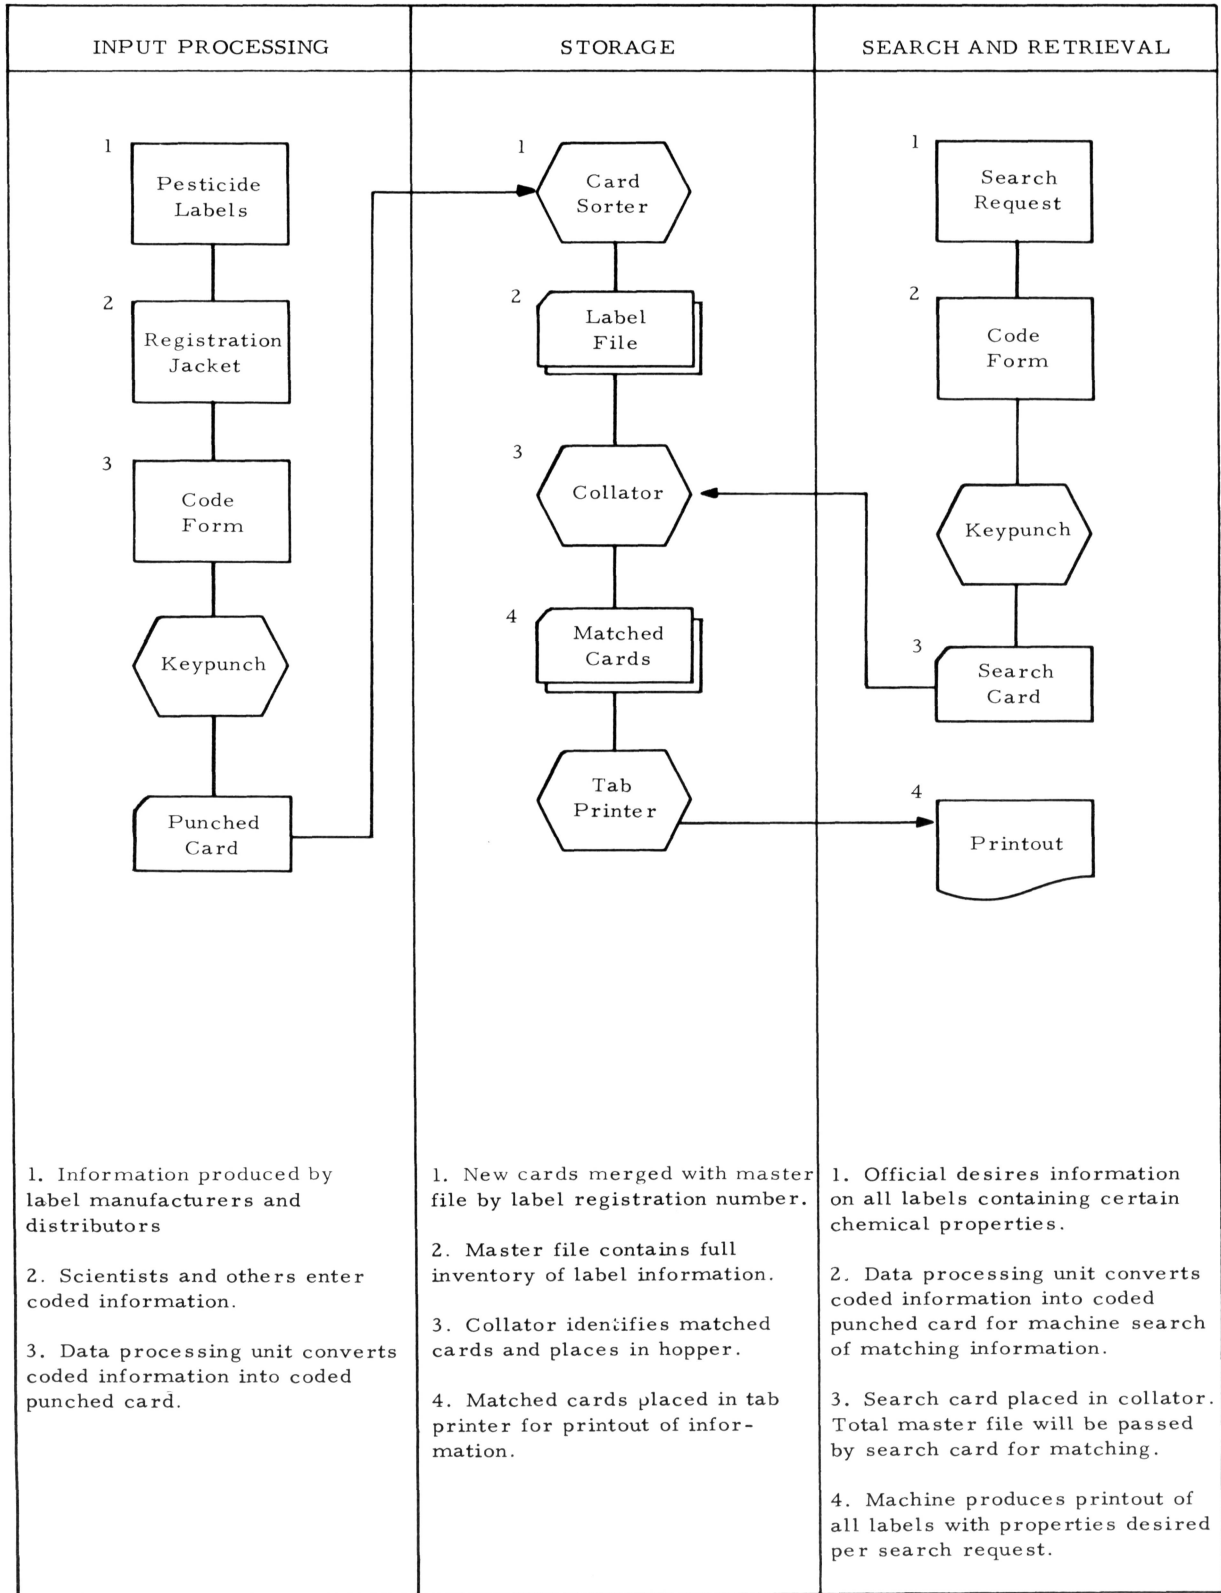 INPUT PROCESSING
STORAGE
SEARCH AND RETRIEVAL
1
Pesticide
Labels
2
Registration
Jacket
3
Code
Form
Keypunch
Punched
Card
1
Card
Sorter
2
Label
File
3
Collator
4
Matched
Cards
Tab
Printer
1
Search
Request
2
Code
Form
Keypunch
3
Search
Card
4
Printout
1. Information produced by
label manufacturers and
distributors
2. Scientists and others enter
coded information.
3. Data processing unit converts
coded information into coded
punched card.
1. New cards merged with master
file by label registration number.
2. Master file contains full
inventory of label information.
3. Collator identifies matched
cards and places in hopper.
4. Matched cards placed in tab
printer for printout of infor-
mation.
1. Official desires information
on all labels containing certain
chemical properties.
2. Data processing unit converts
coded information into coded
punched card for machine search
of matching information.
3. Search card placed in collator.
Total master file will be passed
by search card for matching.
4. Machine produces printout of
all labels with properties desired
per search request.